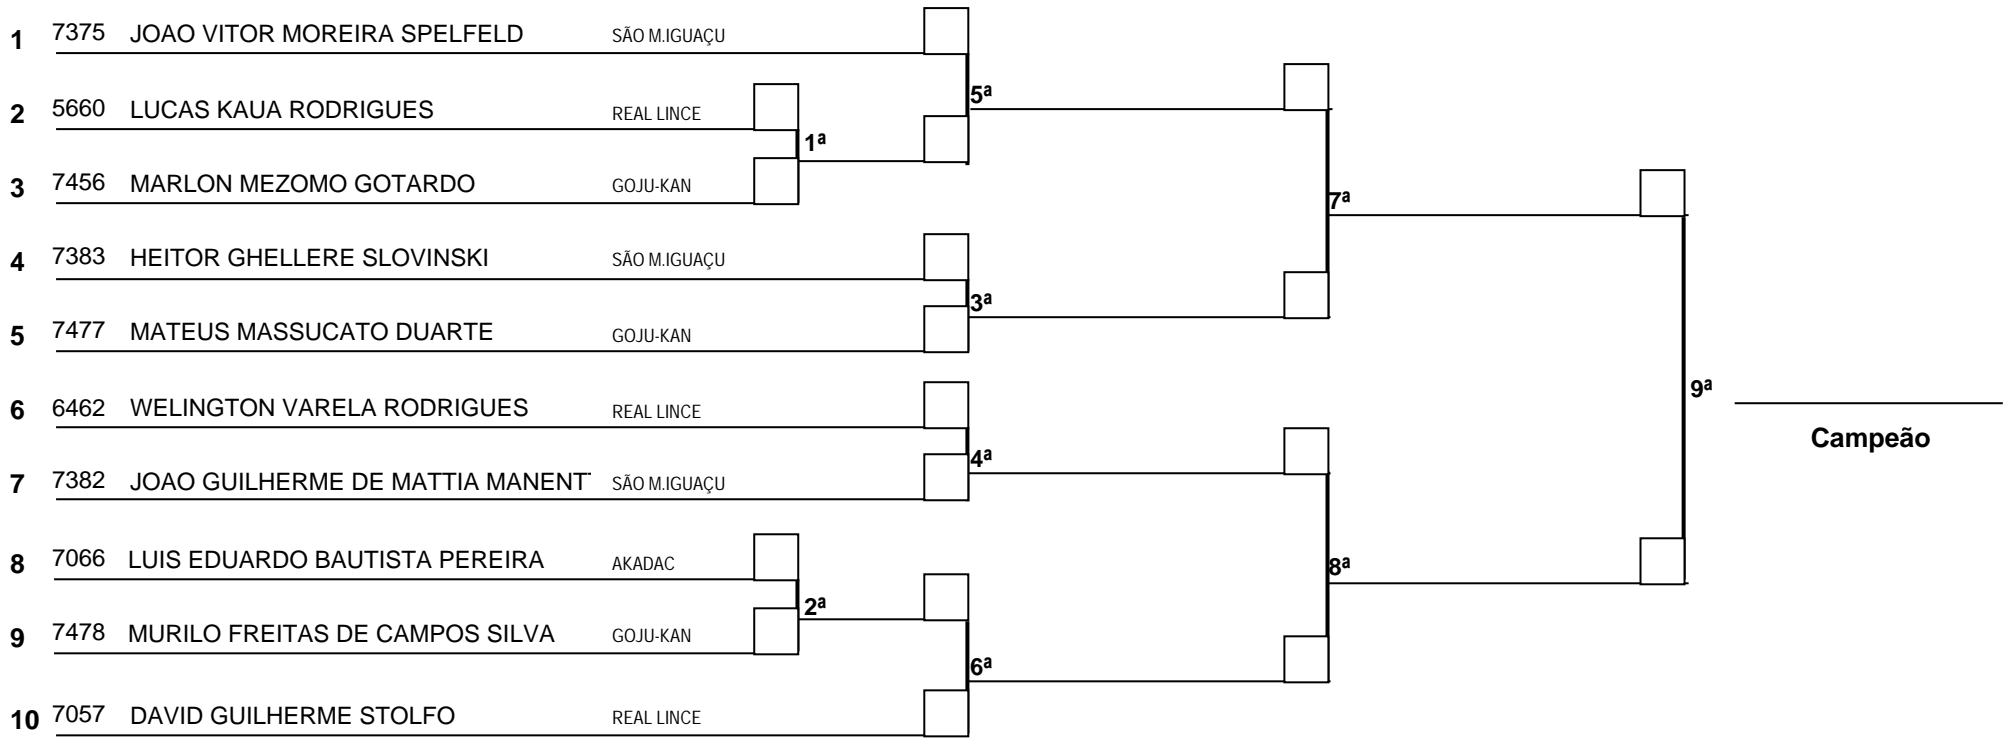 1 7375 JOAO VITOR MOREIRA SPELFELD SÃO M.IGUAÇU
5ª
2 5660 LUCAS KAUA RODRIGUES REAL LINCE
1ª
3 7456 MARLON MEZOMO GOTARDO GOJU-KAN
7ª
4 7383 HEITOR GHELLERE SLOVINSKI SÃO M.IGUAÇU
3ª
5 7477 MATEUS MASSUCATO DUARTE GOJU-KAN
9ª
6 6462 WELINGTON VARELA RODRIGUES REAL LINCE
Campeão
4ª
7 7382 JOAO GUILHERME DE MATTIA MANENT SÃO M.IGUAÇU
8 7066 LUIS EDUARDO BAUTISTA PEREIRA AKADAC
8ª
2ª
9 7478 MURILO FREITAS DE CAMPOS SILVA GOJU-KAN
6ª
10 7057 DAVID GUILHERME STOLFO REAL LINCE